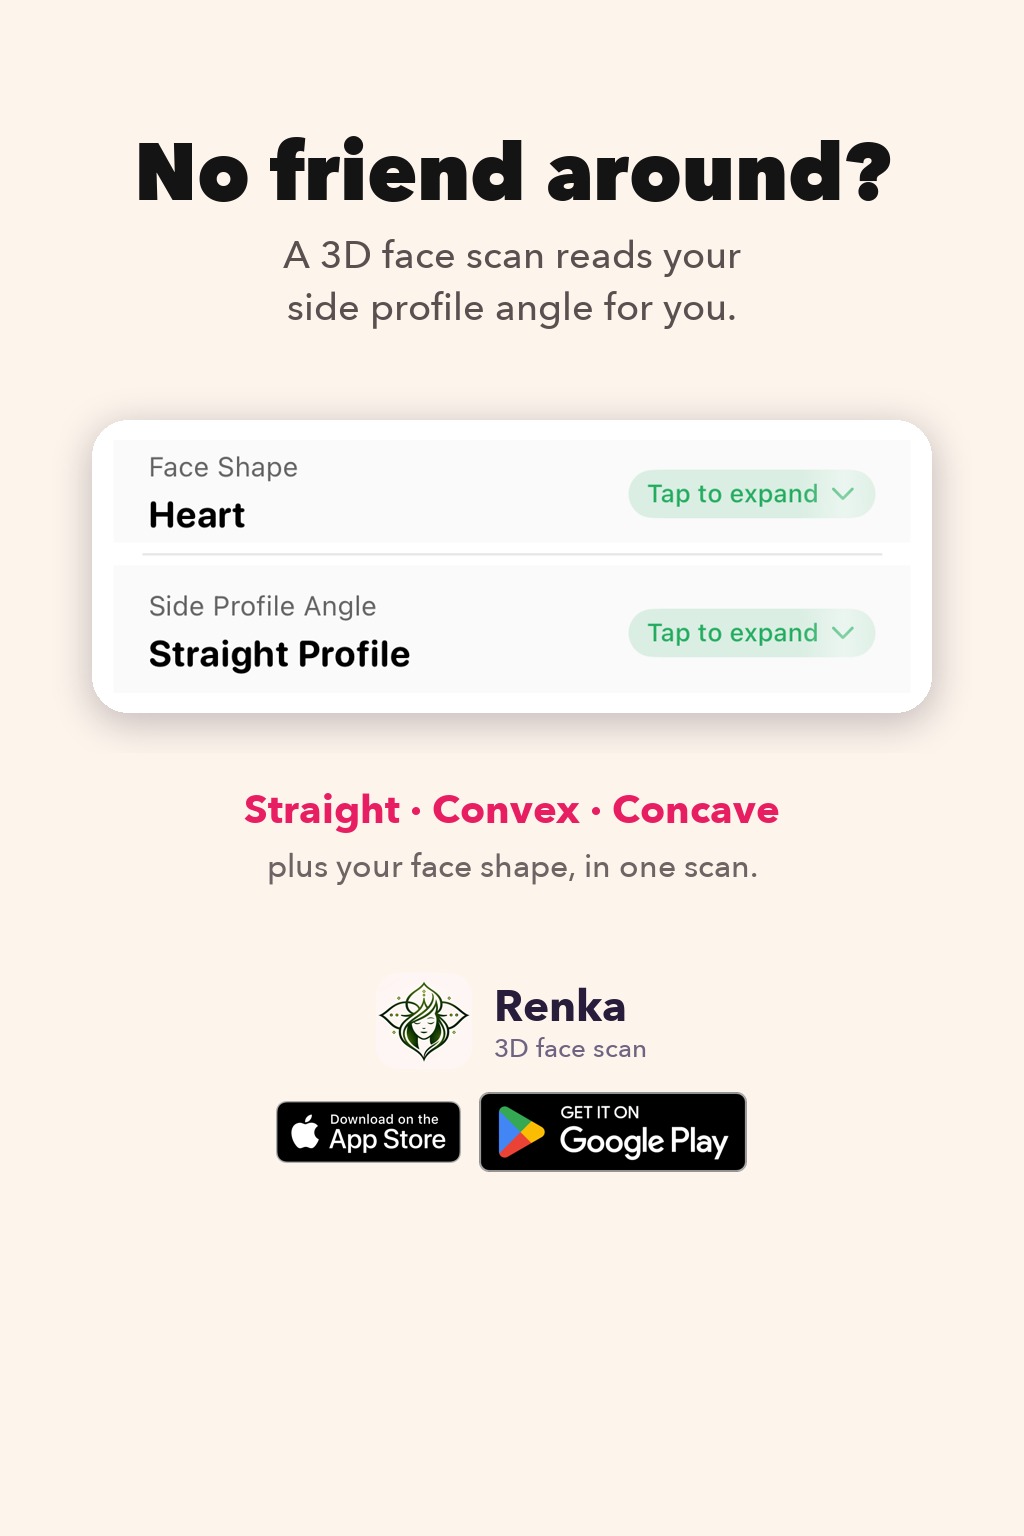 No friend around?
A 3D face scan reads your
side profile angle for you.
Face Shape
Heart
Tap to expand
Side Profile Angle
Straight Profile
Tap to expand
Straight · Convex · Concave
plus your face shape, in one scan.
Renka
3D face scan
Download on the
App Store
GET IT ON
Google Play